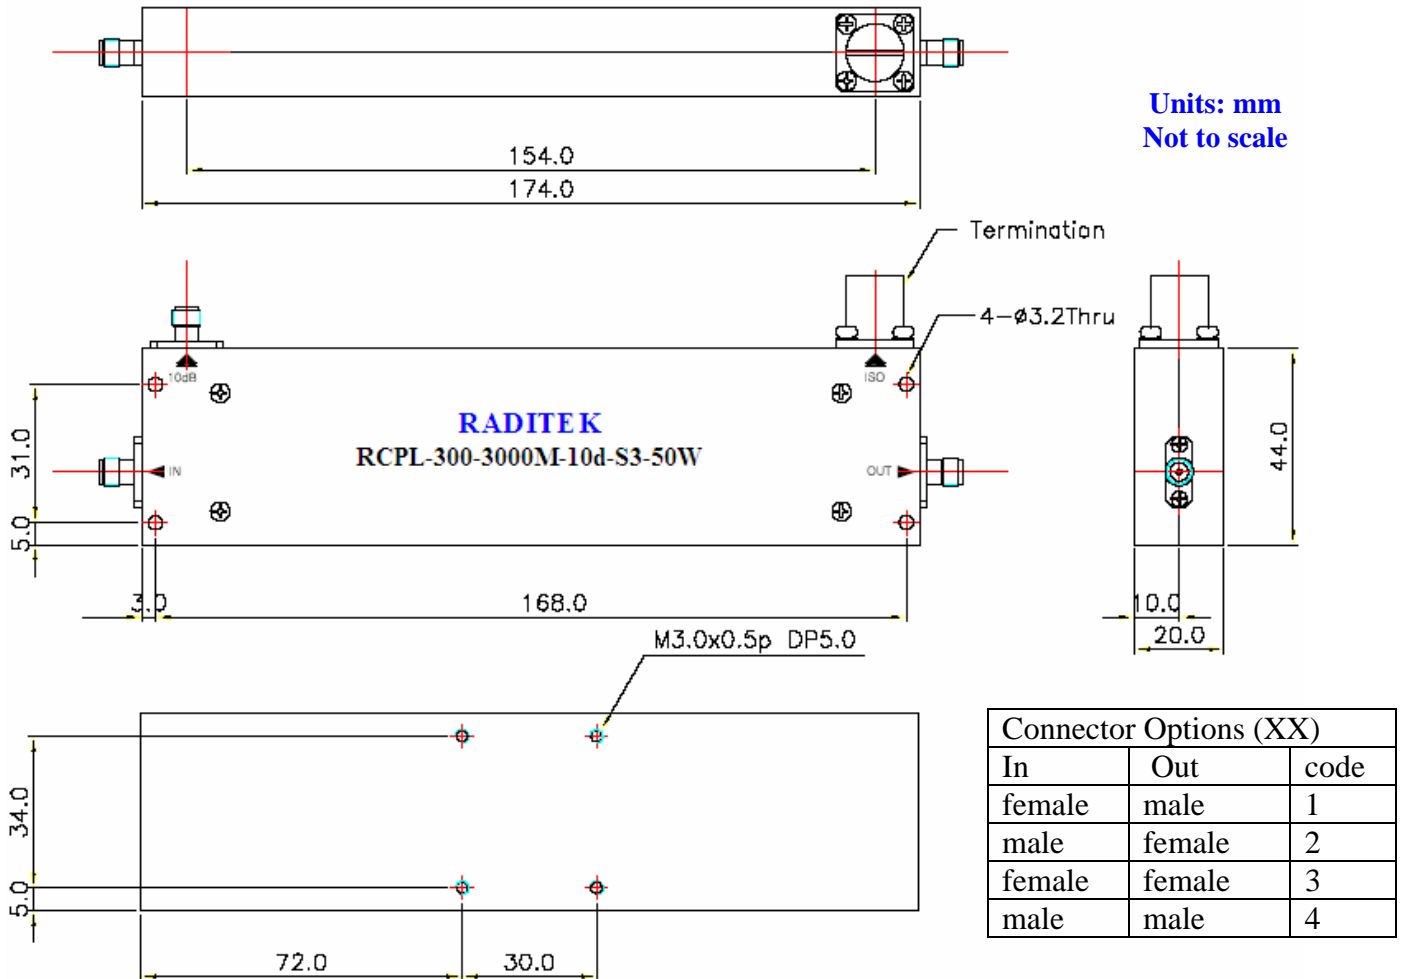 Units: mm
Not to scale
154.0
174.0
Termination
4-ø3.2Thru
10dB
ISO
RADITEK
RCPL-300-3000M-10d-S3-50W
IN
OUT
31.0
5.0
44.0
3.0
168.0
10.0
20.0
M3.0x0.5p DP5.0
34.0
5.0
72.0
30.0
Connector Options (XX)
In Out code
female male 1
male female 2
female female 3
male male 4